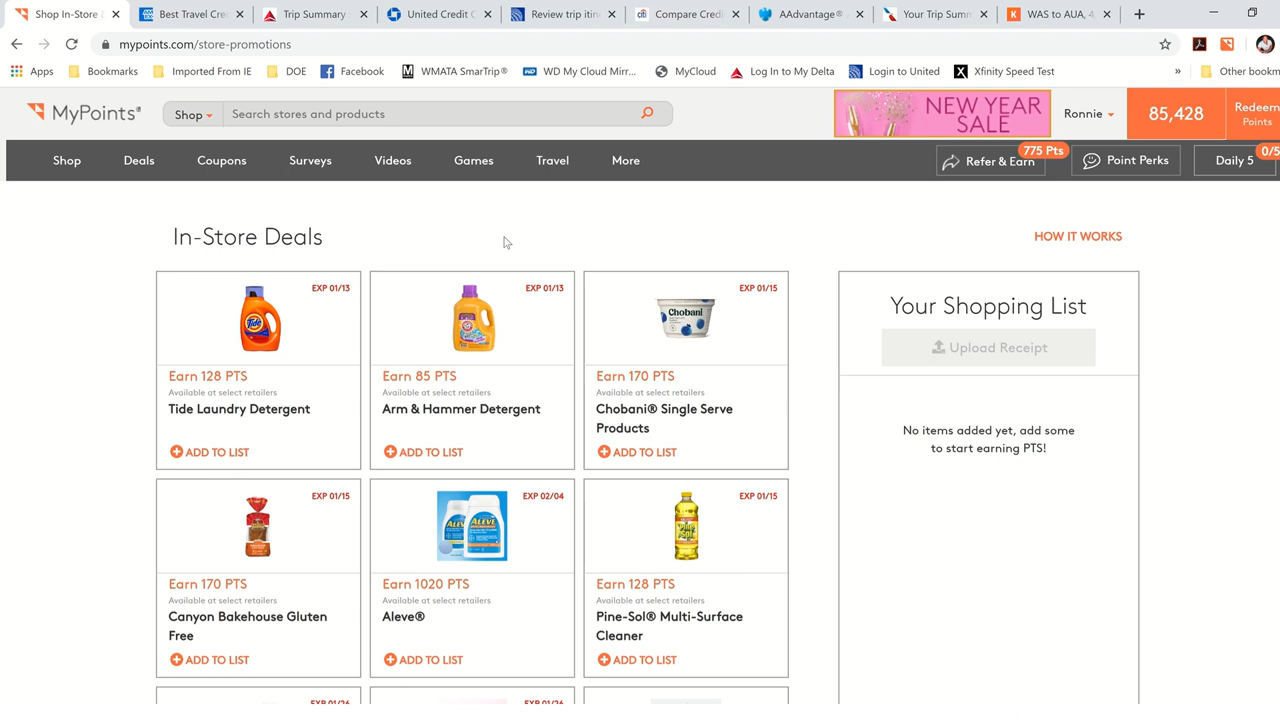 Shop In-Store &
Best Travel Cre
Trip Summary
United Credit C
Review trip itin
Compare Credi
AAdvantage®
Your Trip Summ
WAS to AUA, 4
mypoints.com/store-promotions
Apps
Bookmarks
Imported From IE
DOE
Facebook
WMATA SmarTrip®
WD My Cloud Mirr...
MyCloud
Log In to My Delta
Login to United
Xfinity Speed Test
»
Other bookm
MyPoints®
Shop
Search stores and products
NEW YEAR
SALE
Ronnie
85,428
Redeem
Points
Shop
Deals
Coupons
Surveys
Videos
Games
Travel
More
775 Pts
Refer & Earn
Point Perks
Daily 5
0/5
In-Store Deals
HOW IT WORKS
EXP 01/13
Tide
Earn 128 PTS
Available at select retailers
Tide Laundry Detergent
ADD TO LIST
EXP 01/13
Earn 85 PTS
Available at select retailers
Arm & Hammer Detergent
ADD TO LIST
EXP 01/15
Chobani
Earn 170 PTS
Available at select retailers
Chobani® Single Serve
Products
ADD TO LIST
Your Shopping List
Upload Receipt
No items added yet, add some
to start earning PTS!
EXP 01/15
Earn 170 PTS
Available at select retailers
Canyon Bakehouse Gluten
Free
ADD TO LIST
EXP 02/04
ALEVE
Earn 1020 PTS
Available at select retailers
Aleve®
ADD TO LIST
EXP 01/15
Earn 128 PTS
Available at select retailers
Pine-Sol® Multi-Surface
Cleaner
ADD TO LIST
EXP 01/26
EXP 01/26